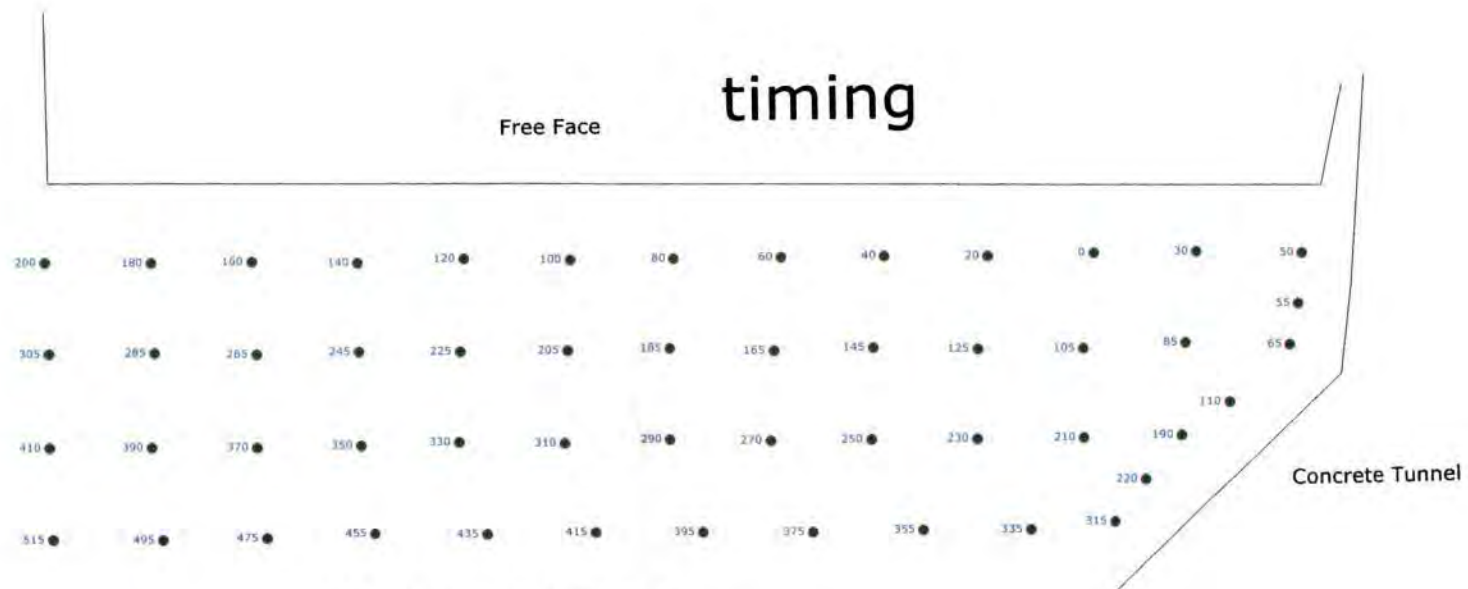 timing
Free Face
200 180 160 140 120 100 80 60 40 20 0 30 50
55
305 285 265 245 225 205 185 165 145 125 105 85 65
110
410 390 370 350 330 310 290 270 250 230 210 190
220
Concrete Tunnel
515 495 475 455 435 415 395 375 355 335 315